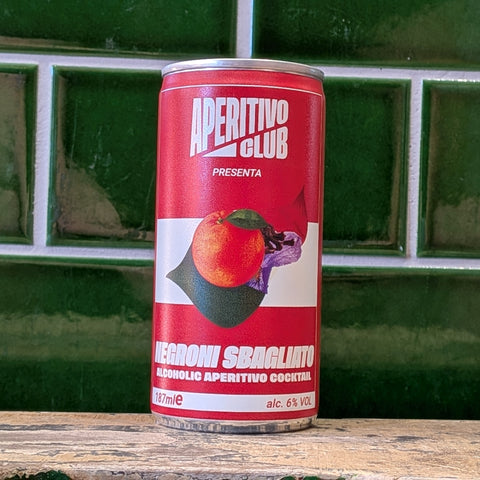 APERITIVO
CLUB
PRESENTA
NEGRONI SBAGLIATO
ALCOHOLIC APERITIVO COCKTAIL
187ml e
alc. 6% VOL